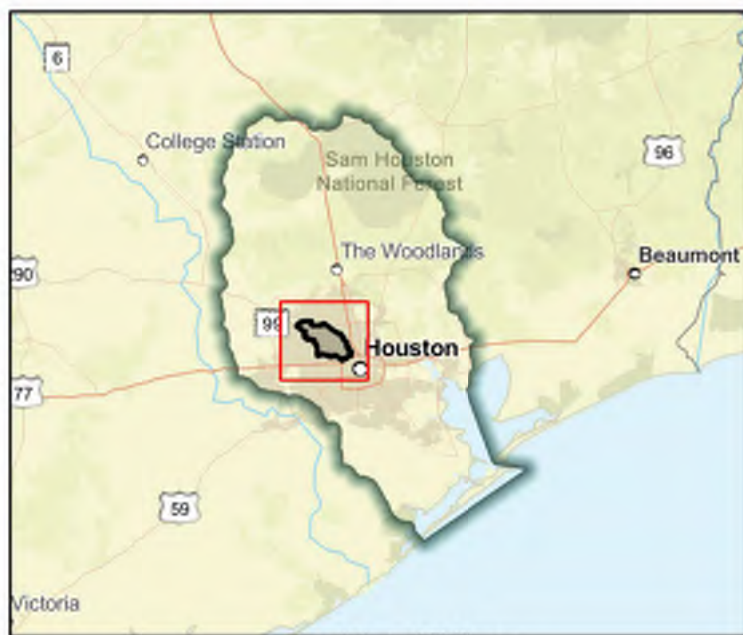 6
College Station
Sam Houston
National Forest
96
The Woodlands
Beaumont
90
99
Houston
77
59
Victoria